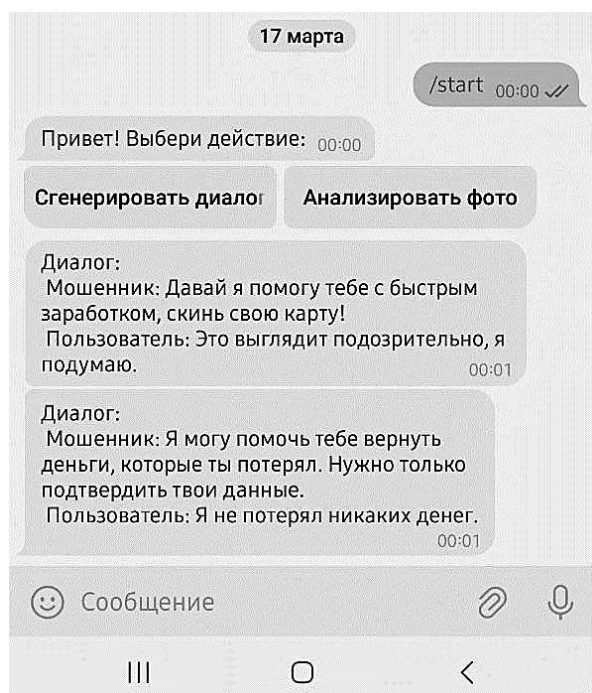 17 марта
/start 00:00
Привет! Выбери действие: 00:00
Сгенерировать диалог
Анализировать фото
Диалог:
Мошенник: Давай я помогу тебе с быстрым
заработком, скинь свою карту!
Пользователь: Это выглядит подозрительно, я
подумаю.
00:01
Диалог:
Мошенник: Я могу помочь тебе вернуть
деньги, которые ты потерял. Нужно только
подтвердить твои данные.
Пользователь: Я не потерял никаких денег.
00:01
Сообщение